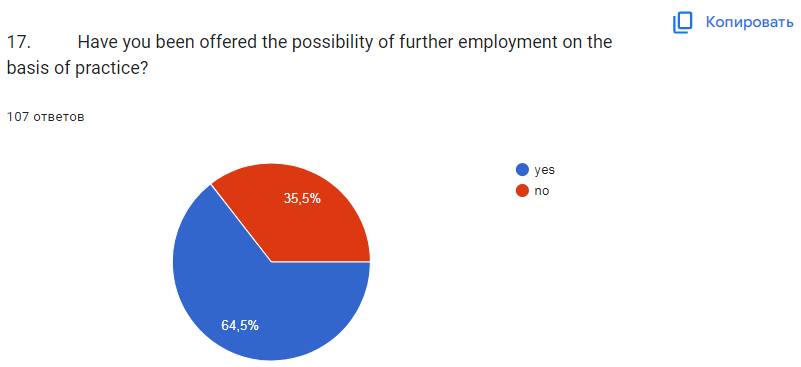 Копировать
17. Have you been offered the possibility of further employment on the
basis of practice?
107 ответов
yes
no
35,5%
64,5%